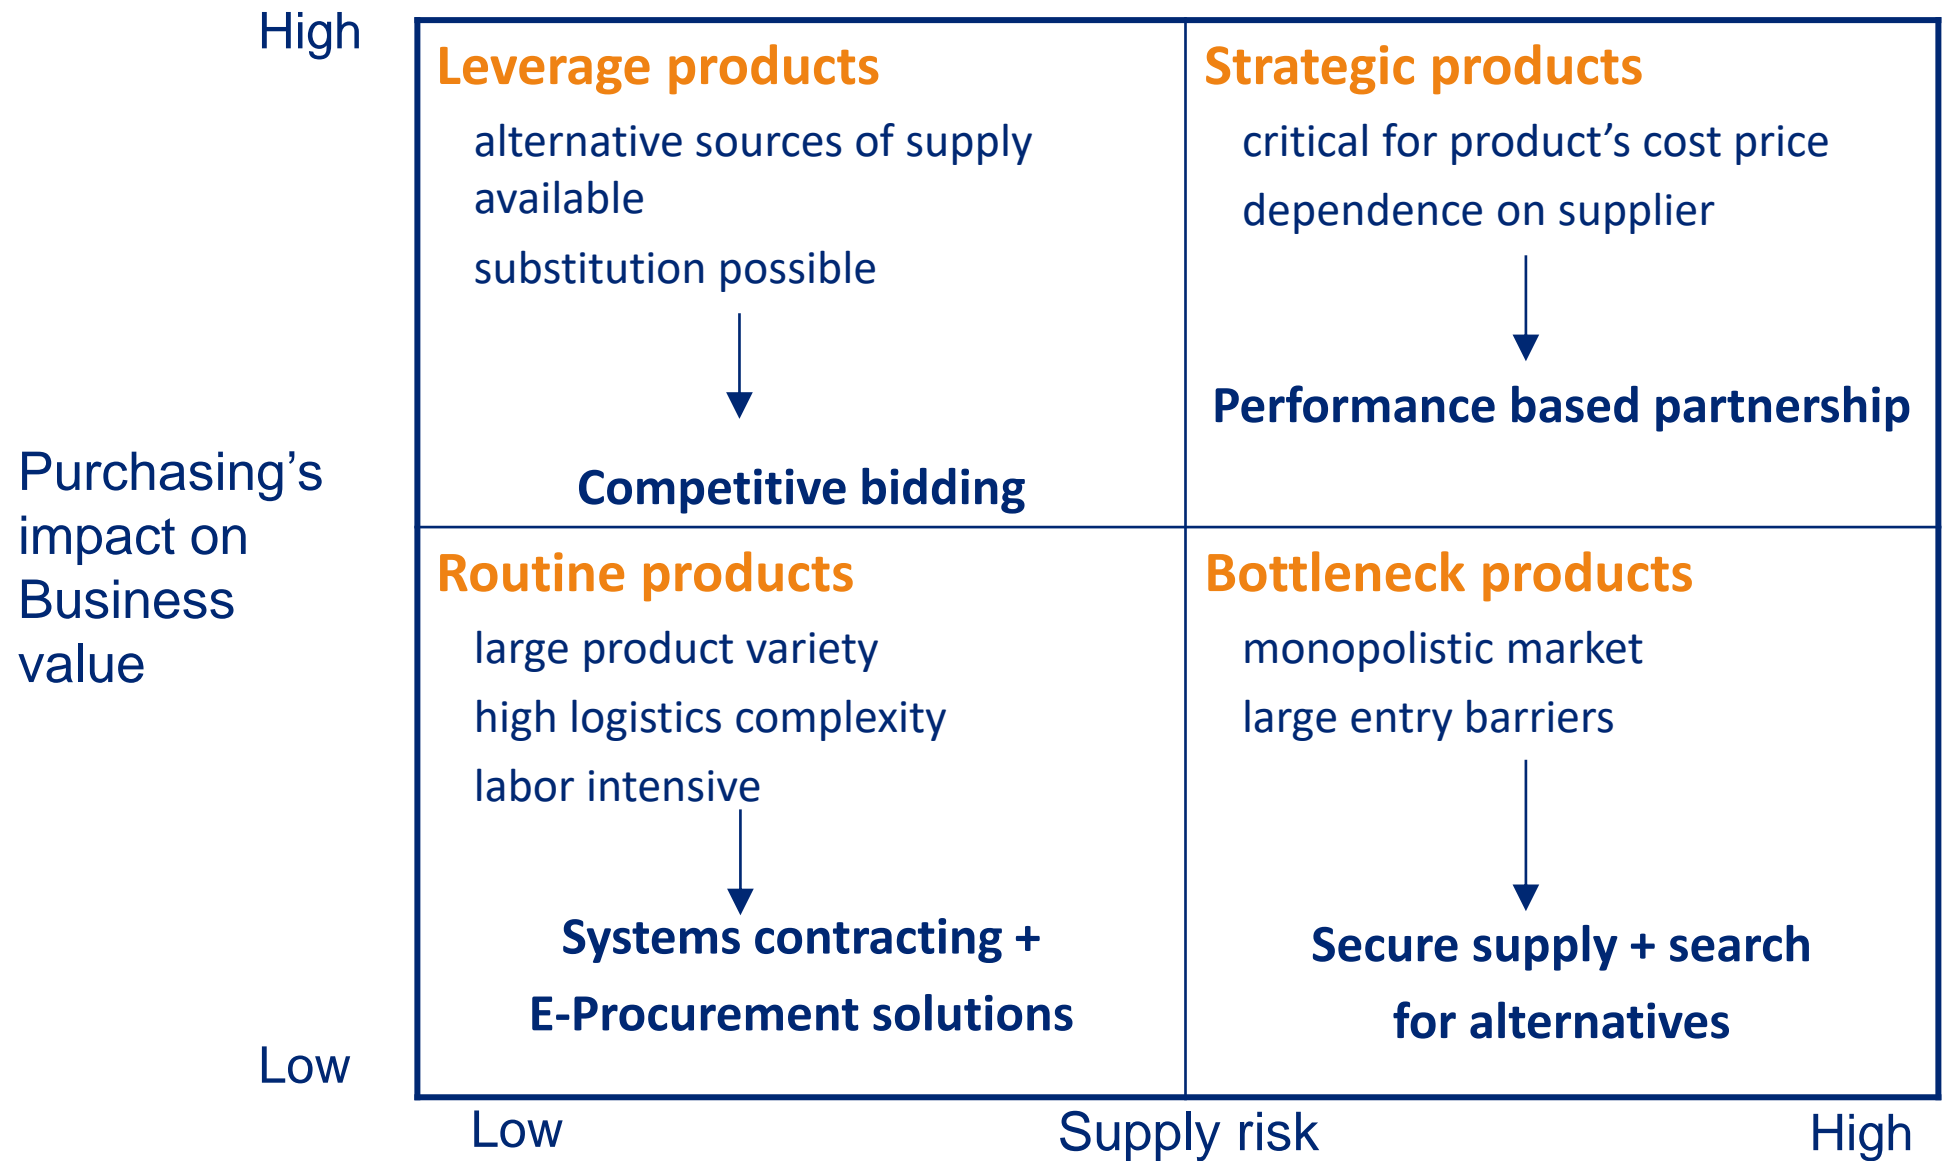 High
Leverage products
alternative sources of supply
available
substitution possible
Competitive bidding
Strategic products
critical for product’s cost price
dependence on supplier
Performance based partnership
Purchasing’s
impact on
Business
value
Routine products
large product variety
high logistics complexity
labor intensive
Systems contracting +
E-Procurement solutions
Bottleneck products
monopolistic market
large entry barriers
Secure supply + search
for alternatives
Low
Low
Supply risk
High